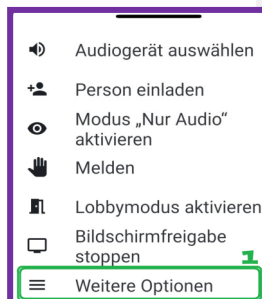 Audiogerät auswählen
Person einladen
Modus „Nur Audio“
aktivieren
Melden
Lobbymodus aktivieren
Bildschirmfreigabe
stoppen
1
Weitere Optionen